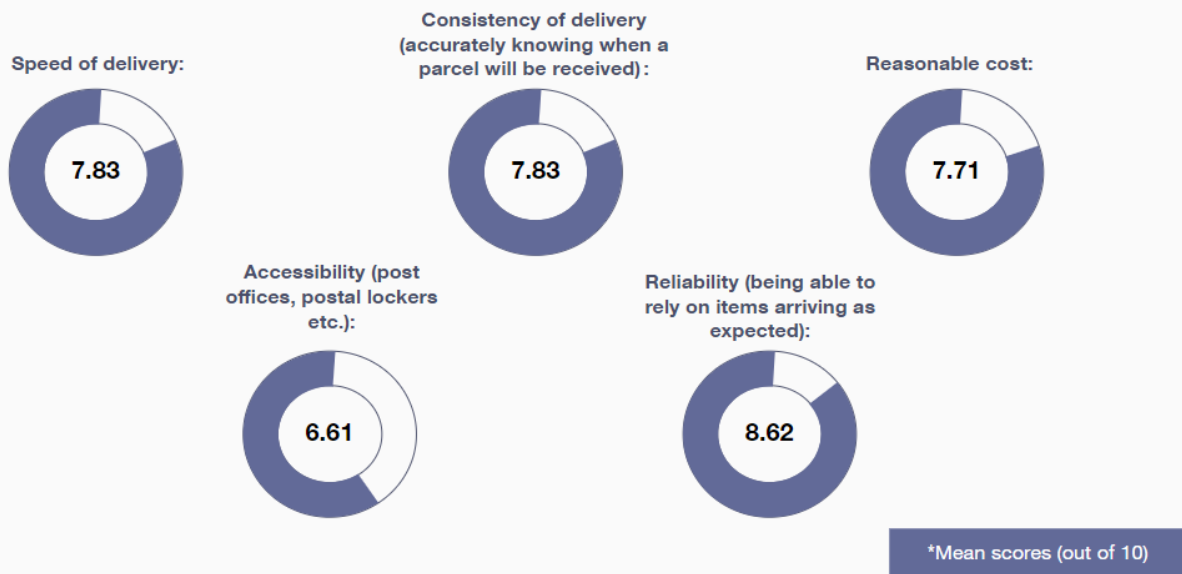 Speed of delivery:
7.83
Consistency of delivery
(accurately knowing when a
parcel will be received) :
7.83
Reasonable cost:
7.71
Accessibility (post
offices, postal lockers
etc.):
6.61
Reliability (being able to
rely on items arriving as
expected):
8.62
*Mean scores (out of 10)